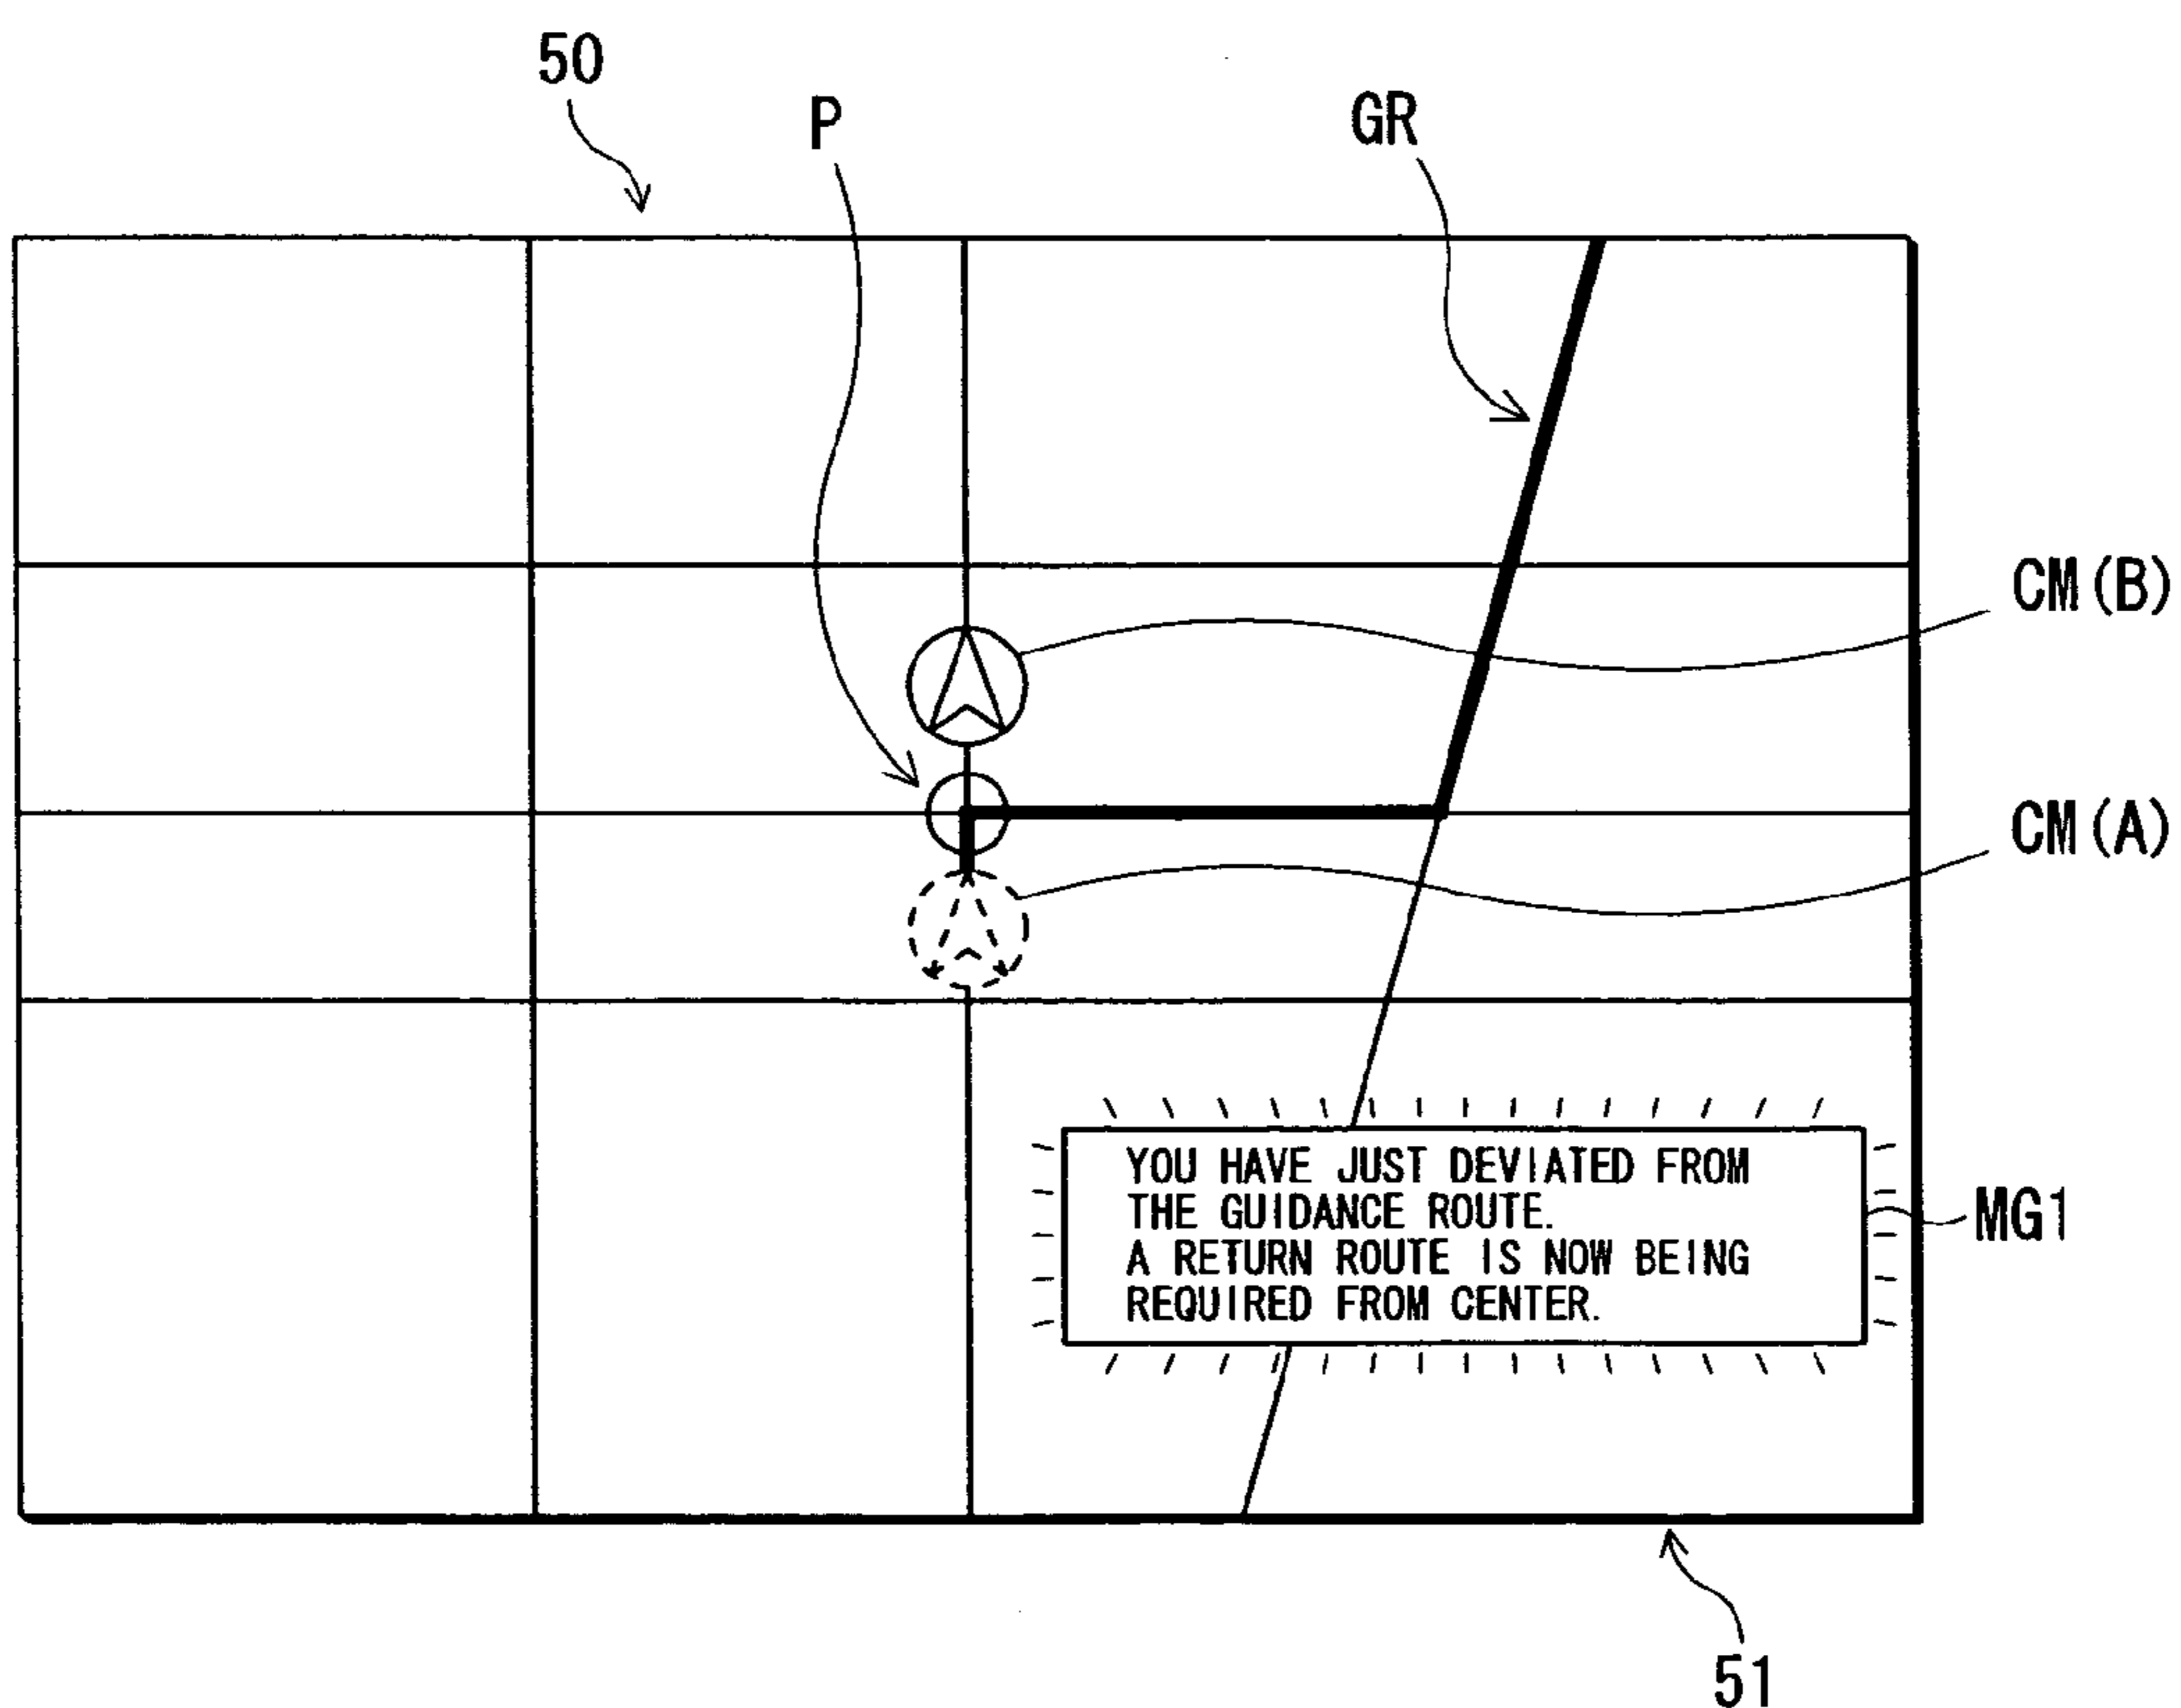 50
P
GR
CM(B)
CM(A)
YOU HAVE JUST DEVIATED FROM
THE GUIDANCE ROUTE.
A RETURN ROUTE IS NOW BEING
REQUIRED FROM CENTER.
MG1
51